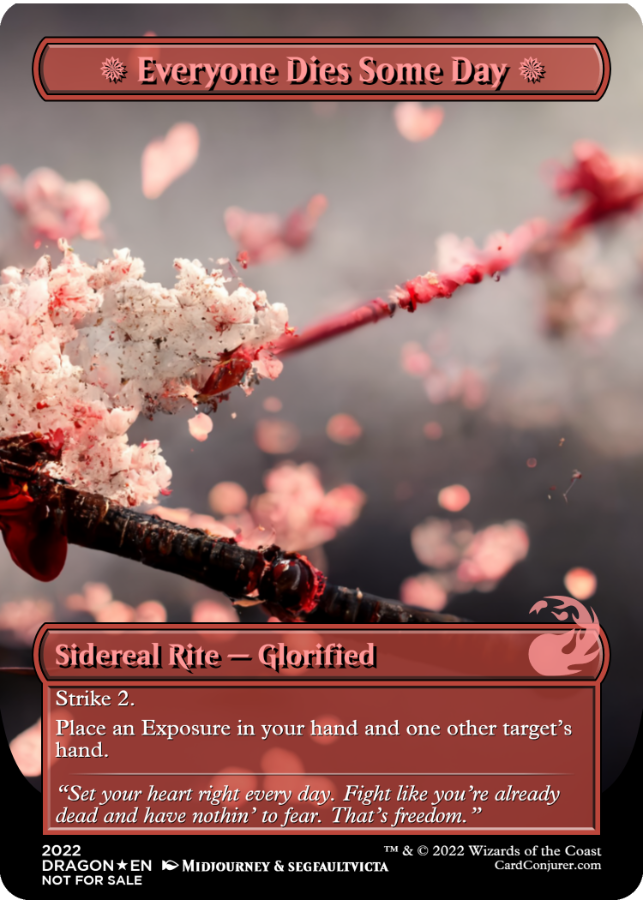 Everyone Dies Some Day
Sidereal Rite — Glorified
Strike 2.
Place an Exposure in your hand and one other target's
hand.
“Set your heart right every day. Fight like you're already
dead and have nothin' to fear. That's freedom.”
2022
™ & © 2022 Wizards of the Coast
DRAGON★EN Midjourney & segfaultvicta
CardConjurer.com
NOT FOR SALE